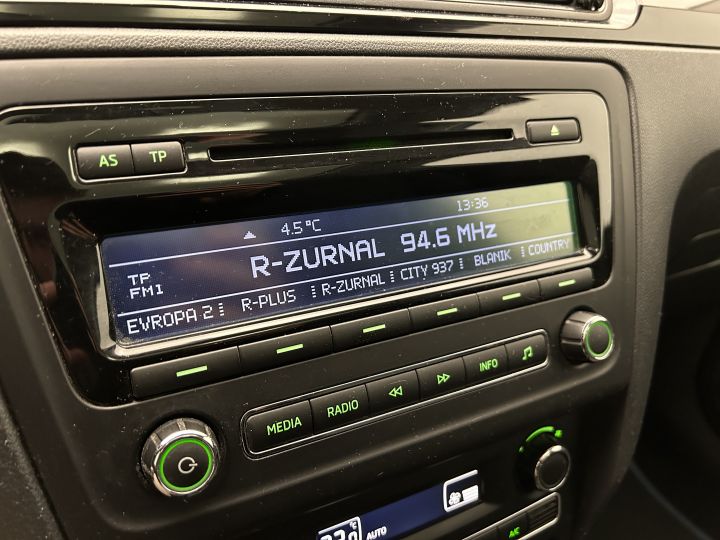 AS TP
4.5°C 13:36
TP
R-ZURNAL 94.6 MHz
FM1
EVROPA 2 R-PLUS R-ZURNAL CITY 937 BLANIK COUNTRY
MEDIA RADIO INFO
AUTO
A/C